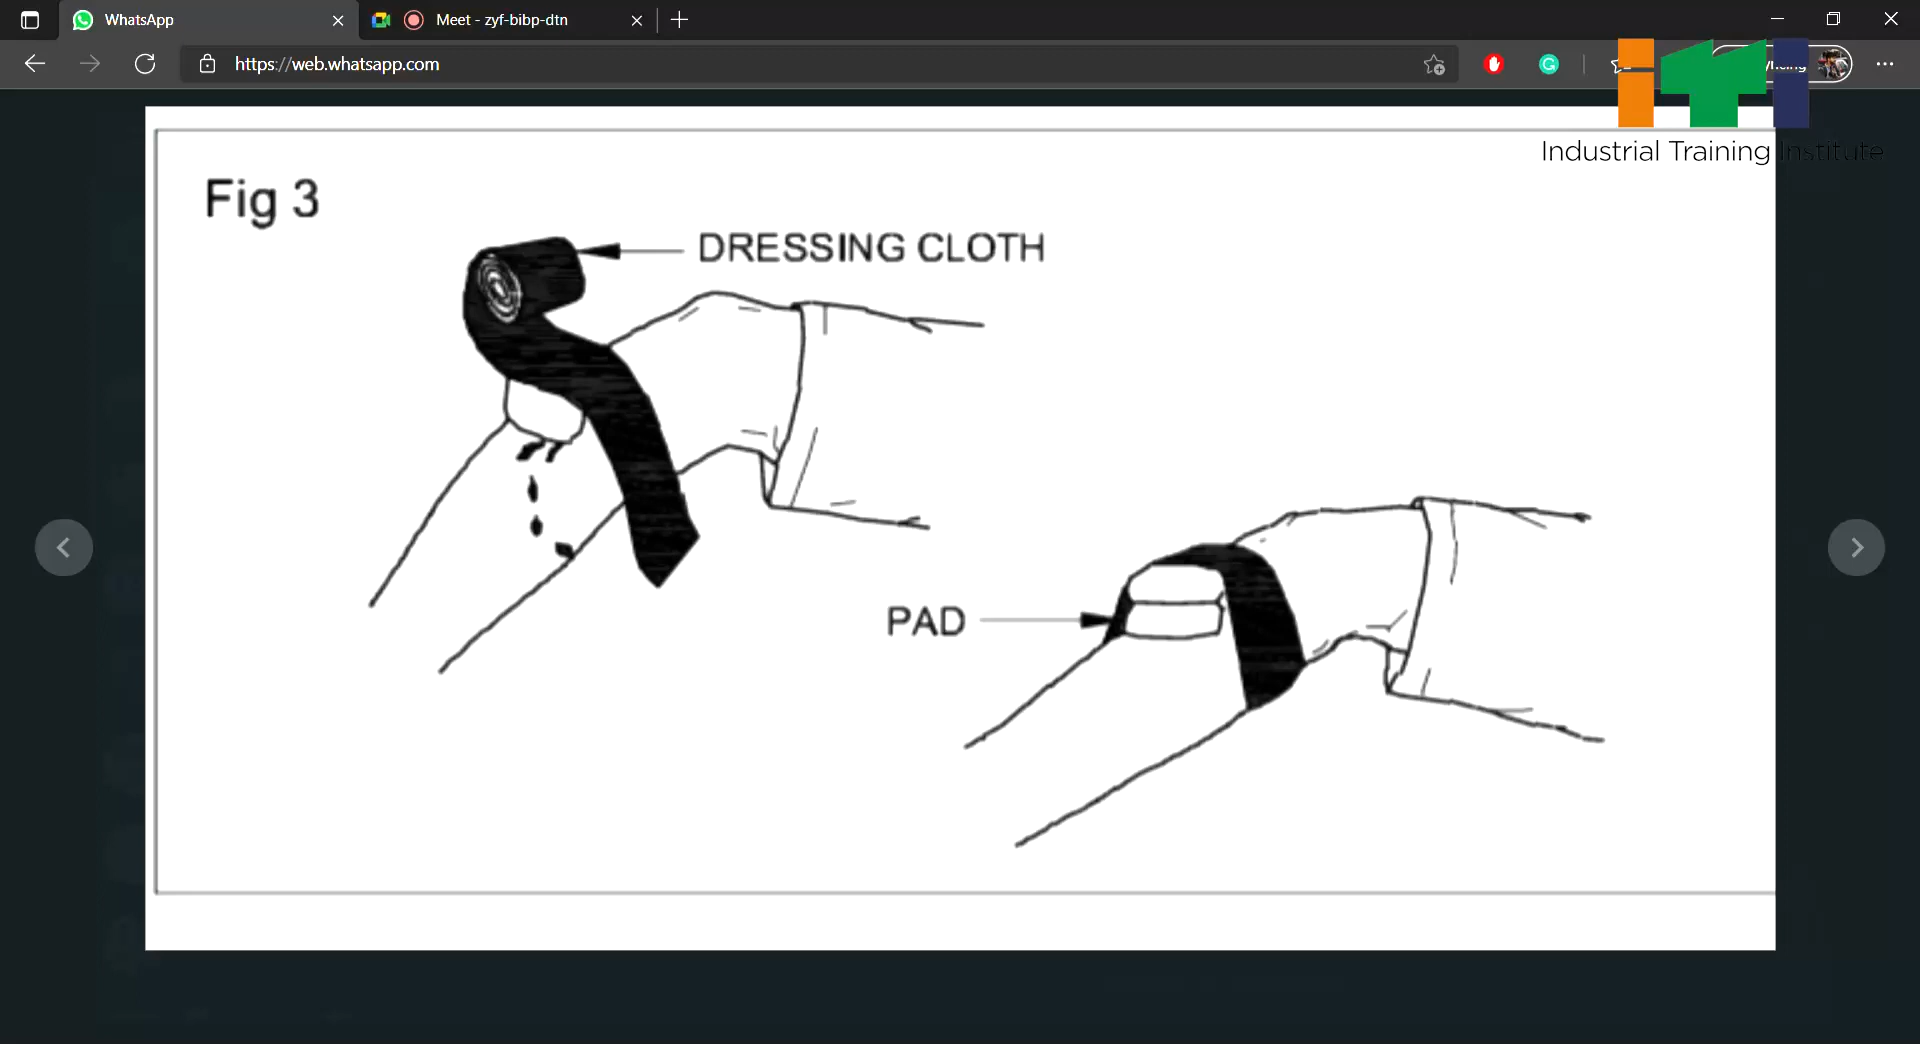 WhatsApp
Meet - zyf-bibp-dtn
https://web.whatsapp.com
Industrial Training Institute
Fig 3
DRESSING CLOTH
PAD